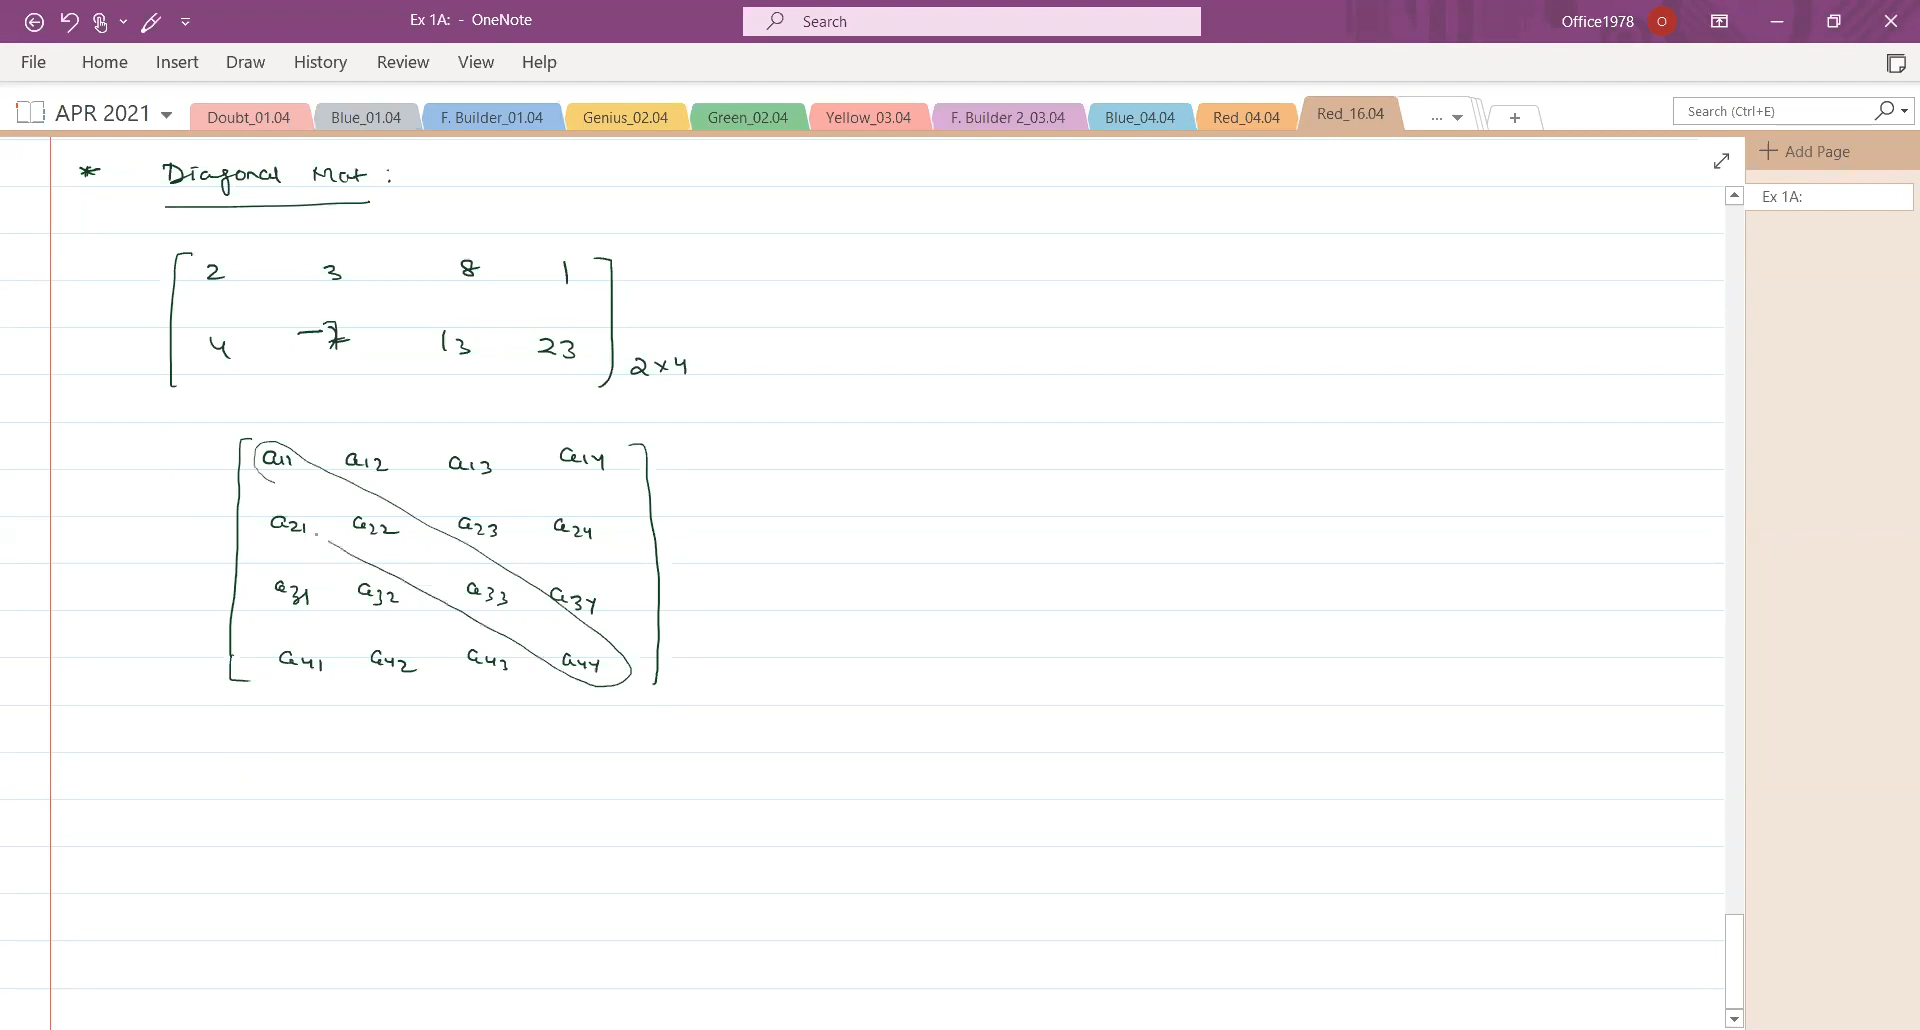 Ex 1A: - OneNote
Search
Office1978
O
File Home Insert Draw History Review View Help
APR 2021
Doubt_01.04 Blue_01.04 F. Builder_01.04 Genius_02.04 Green_02.04 Yellow_03.04 F. Builder 2_03.04 Blue_04.04 Red_04.04 Red_16.04 ... +
Search (Ctrl+E)
Add Page
Ex 1A:
* Diagonal Mat :
2 3 8 1
4 -7 13 23
2×4
a11 a12 a13 a14
a21 a22 a23 a24
a31 a32 a33 a34
a41 a42 a43 a44